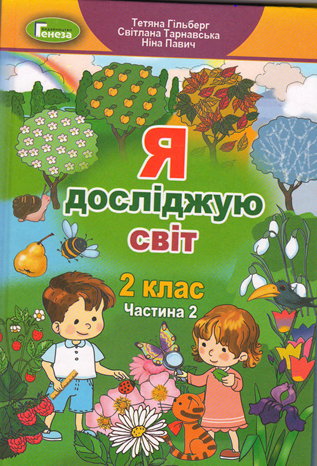 Генеза
Тетяна Гільберг
Світлана Тарнавська
Ніна Павич
Я
досліджую
світ
2 клас
Частина 2